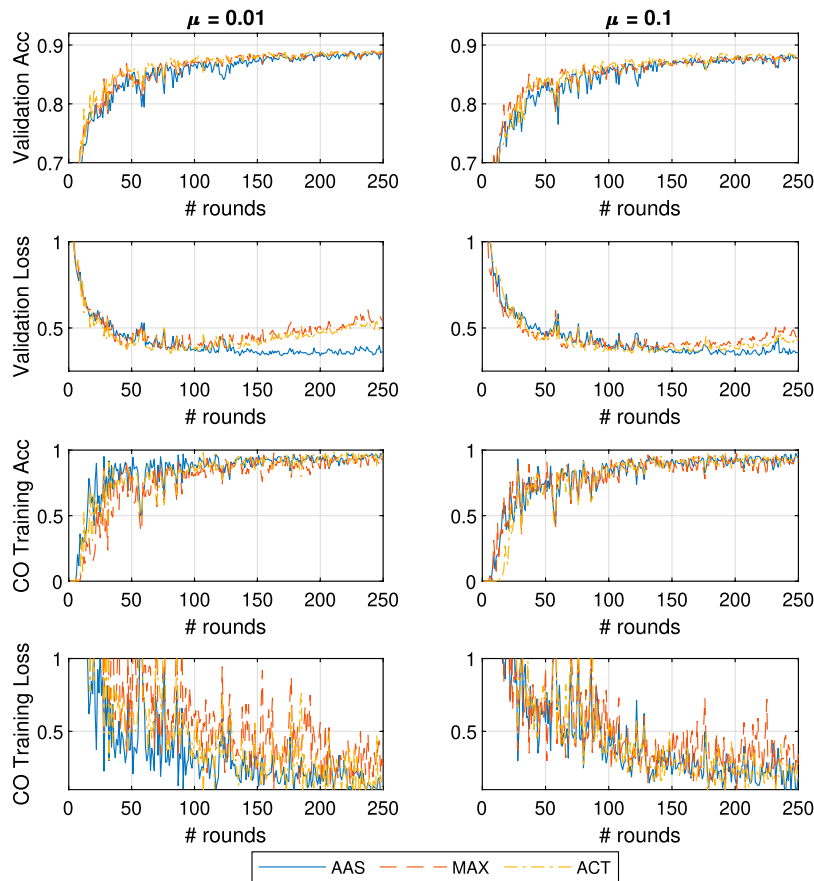 μ = 0.01
μ = 0.1
Validation Acc
0.9
0.8
0.7
0 50 100 150 200 250
# rounds
0.9
0.8
0.7
0 50 100 150 200 250
# rounds
Validation Loss
1
0.5
0 50 100 150 200 250
# rounds
1
0.5
0 50 100 150 200 250
# rounds
CO Training Acc
1
0.5
0
0 50 100 150 200 250
# rounds
1
0.5
0
0 50 100 150 200 250
# rounds
CO Training Loss
1
0.5
0 50 100 150 200 250
# rounds
1
0.5
0 50 100 150 200 250
# rounds
AAS MAX ACT